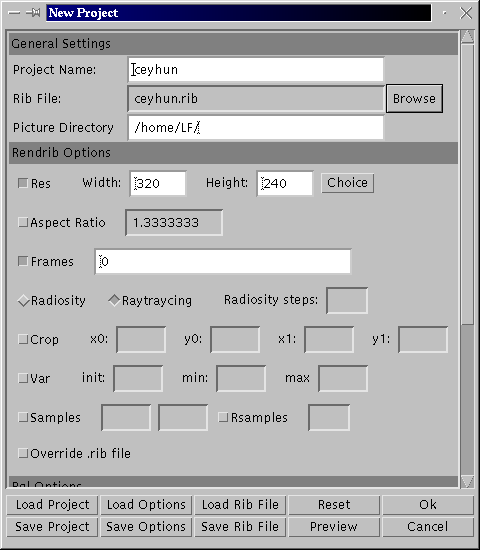 New Project
General Settings
Project Name: ceyhun
Rib File: ceyhun.rib Browse
Picture Directory /home/LF/
Rendrib Options
Res Width: 320 Height: 240 Choice
Aspect Ratio 1.3333333
Frames 0
Radiosity Raytraycing Radiosity steps:
Crop x0: y0: x1: y1:
Var init: min: max
Samples Rsamples
Override .rib file
Rgl Options
Load Project Load Options Load Rib File Reset Ok
Save Project Save Options Save Rib File Preview Cancel